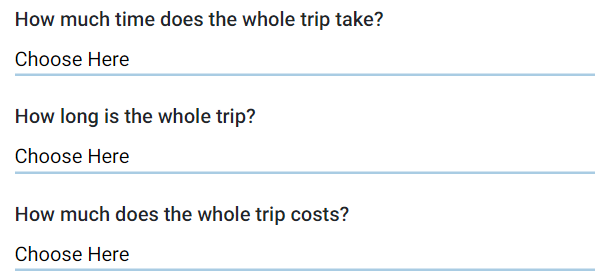 How much time does the whole trip take?
Choose Here
How long is the whole trip?
Choose Here
How much does the whole trip costs?
Choose Here